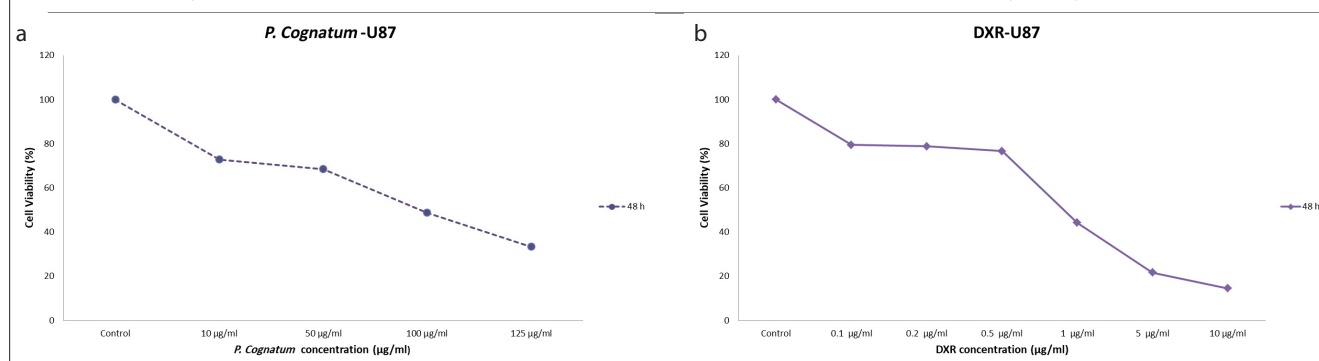 a
P. Cognatum -U87
120
100
80
60
40
20
0
Cell Viability (%)
Control 10 µg/ml 50 µg/ml 100 µg/ml 125 µg/ml
P. Cognatum concentration (µg/ml)
48 h
b
DXR-U87
120
100
80
60
40
20
0
Cell Viability (%)
Control 0.1 µg/ml 0.2 µg/ml 0.5 µg/ml 1 µg/ml 5 µg/ml 10 µg/ml
DXR concentration (µg/ml)
48 h